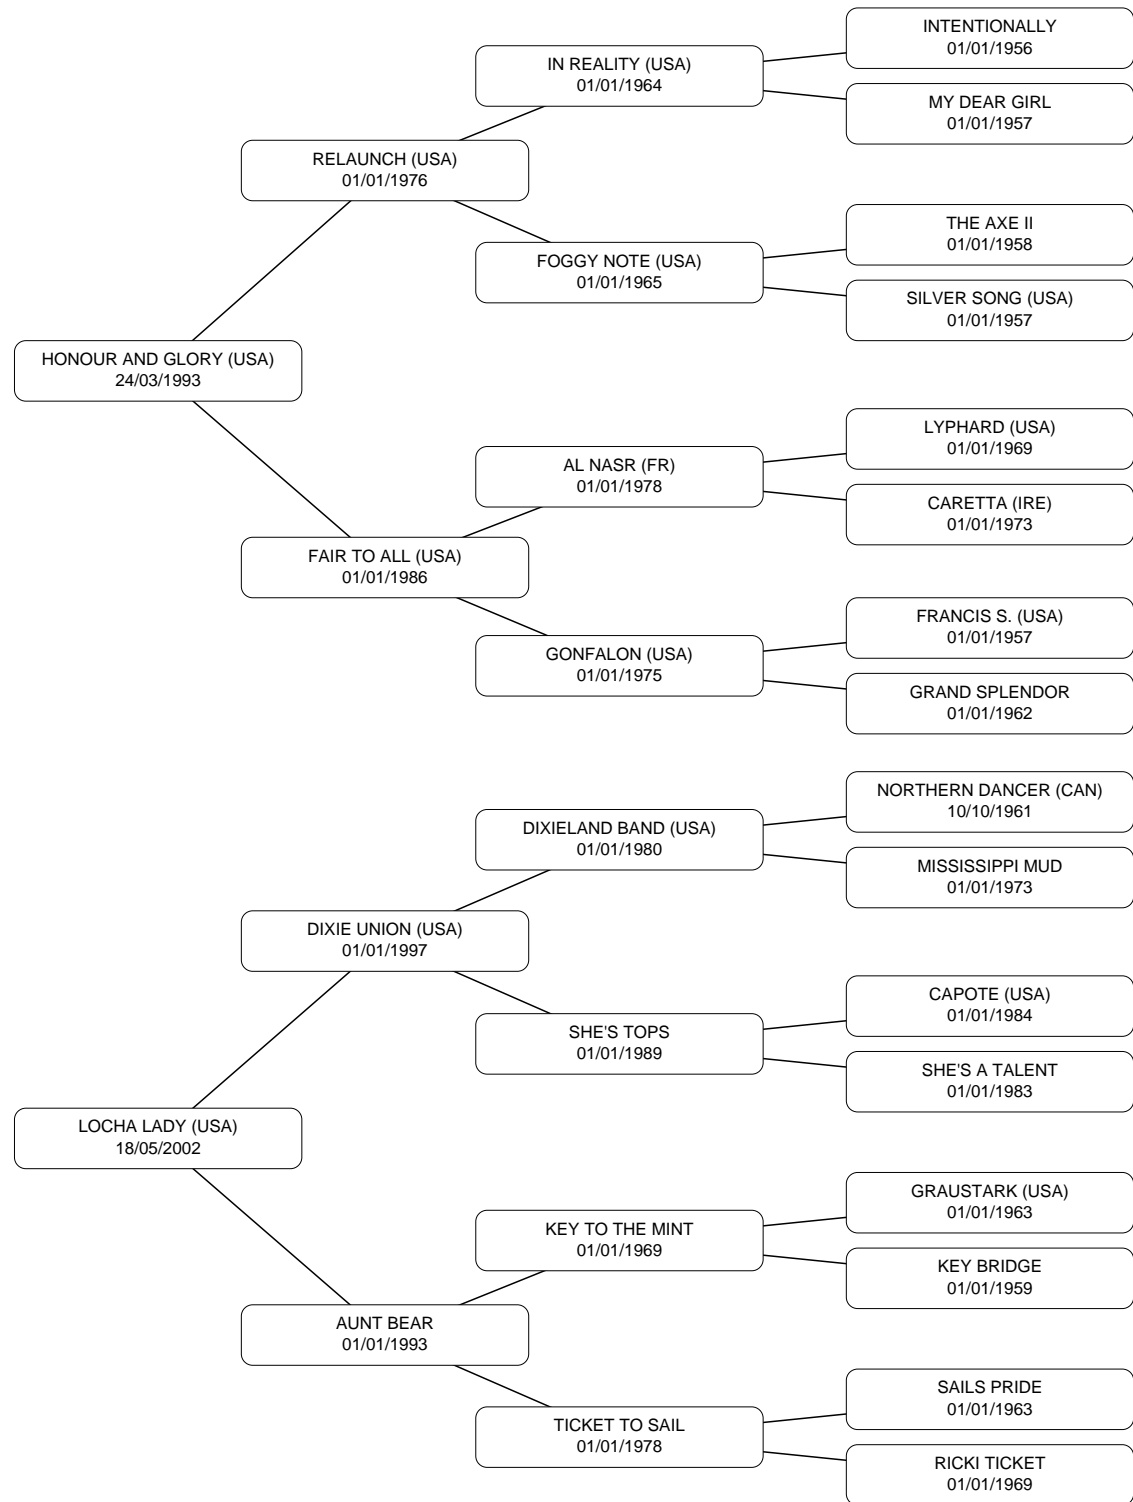 INTENTIONALLY
01/01/1956
IN REALITY (USA)
01/01/1964
MY DEAR GIRL
01/01/1957
RELAUNCH (USA)
01/01/1976
THE AXE II
01/01/1958
FOGGY NOTE (USA)
01/01/1965
SILVER SONG (USA)
01/01/1957
HONOUR AND GLORY (USA)
24/03/1993
LYPHARD (USA)
01/01/1969
AL NASR (FR)
01/01/1978
CARETTA (IRE)
01/01/1973
FAIR TO ALL (USA)
01/01/1986
FRANCIS S. (USA)
01/01/1957
GONFALON (USA)
01/01/1975
GRAND SPLENDOR
01/01/1962
NORTHERN DANCER (CAN)
10/10/1961
DIXIELAND BAND (USA)
01/01/1980
MISSISSIPPI MUD
01/01/1973
DIXIE UNION (USA)
01/01/1997
CAPOTE (USA)
01/01/1984
SHE'S TOPS
01/01/1989
SHE'S A TALENT
01/01/1983
LOCHA LADY (USA)
18/05/2002
GRAUSTARK (USA)
01/01/1963
KEY TO THE MINT
01/01/1969
KEY BRIDGE
01/01/1959
AUNT BEAR
01/01/1993
SAILS PRIDE
01/01/1963
TICKET TO SAIL
01/01/1978
RICKI TICKET
01/01/1969